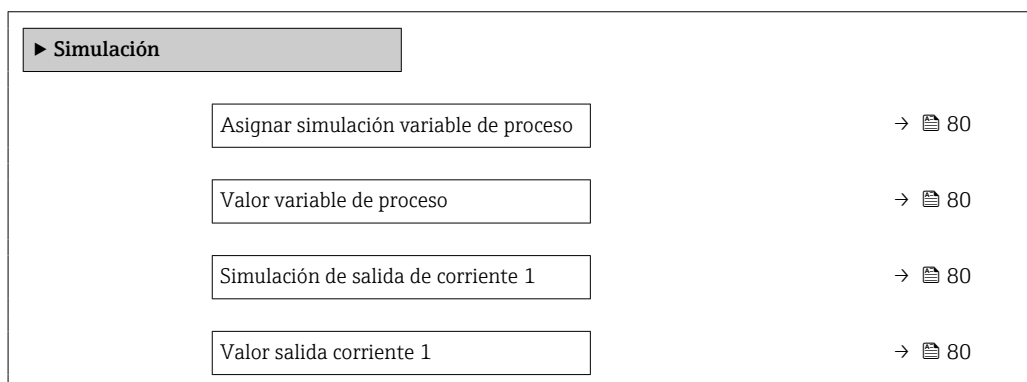 ▶ Simulación
Asignar simulación variable de proceso → 80
Valor variable de proceso → 80
Simulación de salida de corriente 1 → 80
Valor salida corriente 1 → 80